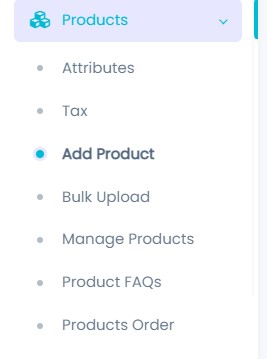 Products
Attributes
Tax
Add Product
Bulk Upload
Manage Products
Product FAQs
Products Order